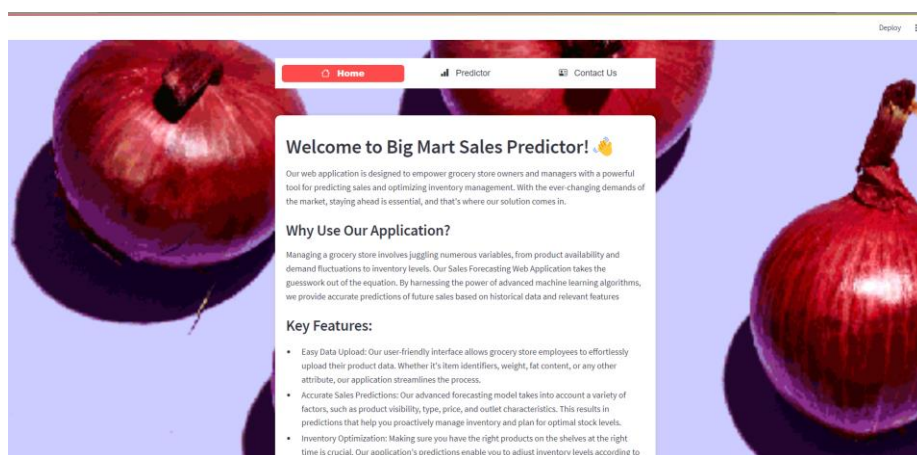 Deploy
Home Predictor Contact Us
Welcome to Big Mart Sales Predictor! 👋
Our web application is designed to empower grocery store owners and managers with a powerful
tool for predicting sales and optimizing inventory management. With the ever-changing demands of
the market, staying ahead is essential, and that's where our solution comes in.
Why Use Our Application?
Managing a grocery store involves juggling numerous variables, from product availability and
demand fluctuations to inventory levels. Our Sales Forecasting Web Application takes the
guesswork out of the equation. By harnessing the power of advanced machine learning algorithms,
we provide accurate predictions of future sales based on historical data and relevant features
Key Features:
• Easy Data Upload: Our user-friendly interface allows grocery store employees to effortlessly
upload their product data. Whether it's item identifiers, weight, fat content, or any other
attribute, our application streamlines the process.
• Accurate Sales Predictions: Our advanced forecasting model takes into account a variety of
factors, such as product visibility, type, price, and outlet characteristics. This results in
predictions that help you proactively manage inventory and plan for optimal stock levels.
• Inventory Optimization: Making sure you have the right products on the shelves at the right
time is crucial. Our application's predictions enable you to adjust inventory levels according to